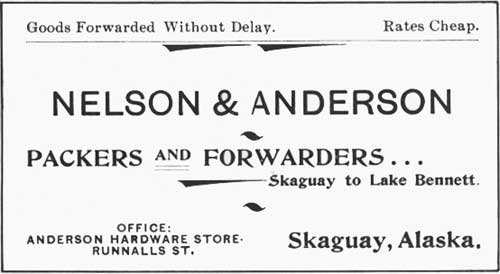 Goods Forwarded Without Delay. Rates Cheap.
NELSON & ANDERSON
PACKERS AND FORWARDERS...
Skaguay to Lake Bennett.
OFFICE:
ANDERSON HARDWARE STORE.
RUNNALLS ST.
Skaguay, Alaska.